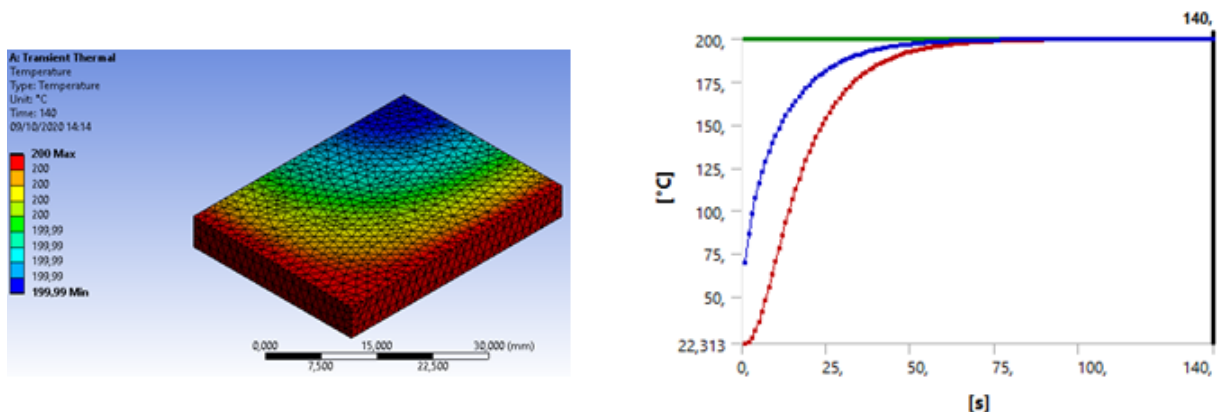 A: Transient Thermal
Temperature
Type: Temperature
Unit: °C
Time: 140
09/10/2020 14:14
200 Max
200
200
200
199,99
199,99
199,99
199,99
199,99 Min
0,000 15,000 30,000 (mm)
7,500 22,500
140,
200,
175,
150,
125,
100,
75,
50,
22,313
[°C]
0, 25, 50, 75, 100, 140,
[s]